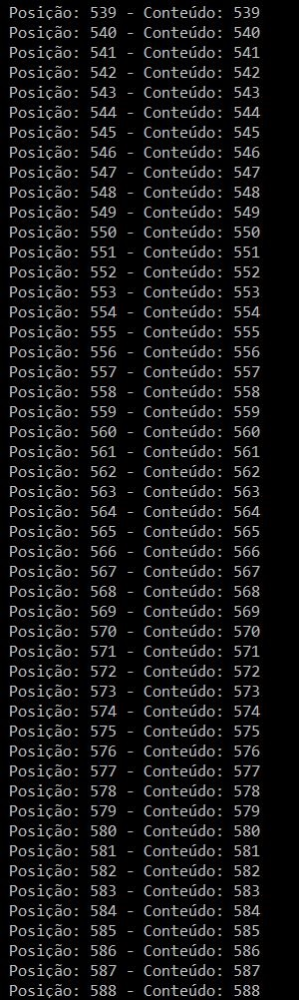 Posição: 539 - Conteúdo: 539
Posição: 540 - Conteúdo: 540
Posição: 541 - Conteúdo: 541
Posição: 542 - Conteúdo: 542
Posição: 543 - Conteúdo: 543
Posição: 544 - Conteúdo: 544
Posição: 545 - Conteúdo: 545
Posição: 546 - Conteúdo: 546
Posição: 547 - Conteúdo: 547
Posição: 548 - Conteúdo: 548
Posição: 549 - Conteúdo: 549
Posição: 550 - Conteúdo: 550
Posição: 551 - Conteúdo: 551
Posição: 552 - Conteúdo: 552
Posição: 553 - Conteúdo: 553
Posição: 554 - Conteúdo: 554
Posição: 555 - Conteúdo: 555
Posição: 556 - Conteúdo: 556
Posição: 557 - Conteúdo: 557
Posição: 558 - Conteúdo: 558
Posição: 559 - Conteúdo: 559
Posição: 560 - Conteúdo: 560
Posição: 561 - Conteúdo: 561
Posição: 562 - Conteúdo: 562
Posição: 563 - Conteúdo: 563
Posição: 564 - Conteúdo: 564
Posição: 565 - Conteúdo: 565
Posição: 566 - Conteúdo: 566
Posição: 567 - Conteúdo: 567
Posição: 568 - Conteúdo: 568
Posição: 569 - Conteúdo: 569
Posição: 570 - Conteúdo: 570
Posição: 571 - Conteúdo: 571
Posição: 572 - Conteúdo: 572
Posição: 573 - Conteúdo: 573
Posição: 574 - Conteúdo: 574
Posição: 575 - Conteúdo: 575
Posição: 576 - Conteúdo: 576
Posição: 577 - Conteúdo: 577
Posição: 578 - Conteúdo: 578
Posição: 579 - Conteúdo: 579
Posição: 580 - Conteúdo: 580
Posição: 581 - Conteúdo: 581
Posição: 582 - Conteúdo: 582
Posição: 583 - Conteúdo: 583
Posição: 584 - Conteúdo: 584
Posição: 585 - Conteúdo: 585
Posição: 586 - Conteúdo: 586
Posição: 587 - Conteúdo: 587
Posição: 588 - Conteúdo: 588